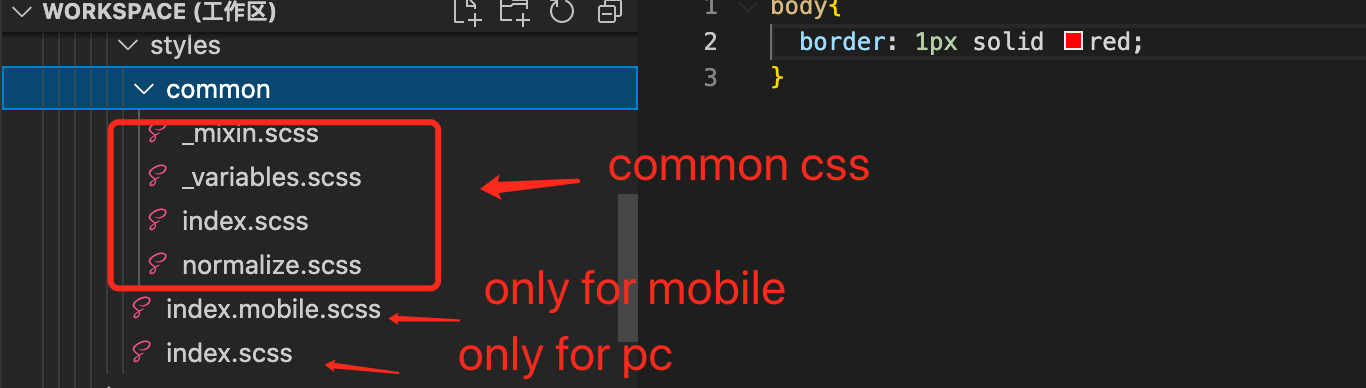 WORKSPACE (工作区)
styles
common
_mixin.scss
_variables.scss
index.scss
normalize.scss
index.mobile.scss
index.scss
common css
only for mobile
only for pc
1 body{
2 border: 1px solid red;
3 }